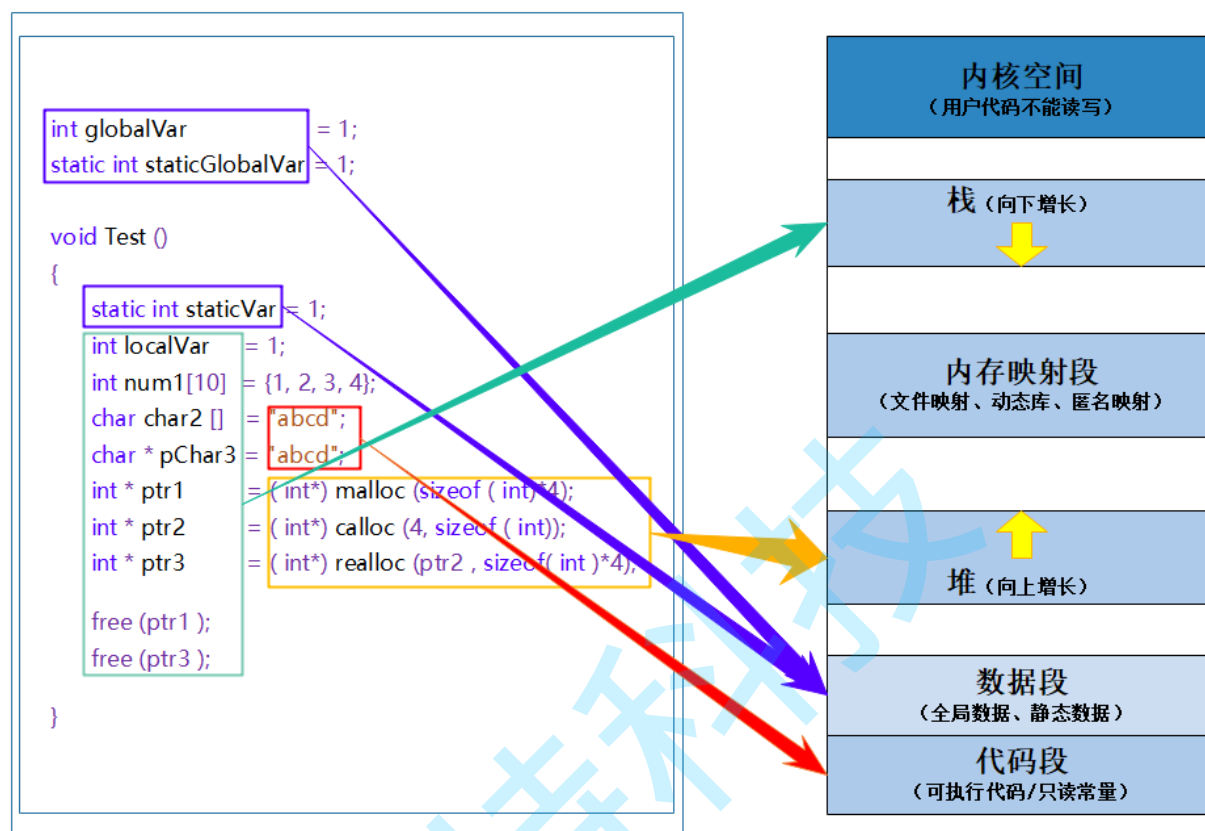 int globalVar = 1;
static int staticGlobalVar = 1;
void Test ()
{
static int staticVar = 1;
int localVar = 1;
int num1[10] = {1, 2, 3, 4};
char char2 [] = "abcd";
char * pChar3 = "abcd";
int * ptr1 = ( int*) malloc (sizeof ( int)*4);
int * ptr2 = ( int*) calloc (4, sizeof ( int));
int * ptr3 = ( int*) realloc (ptr2 , sizeof( int )*4);
free (ptr1 );
free (ptr3 );
}
内核空间
（用户代码不能读写）
栈（向下增长）
内存映射段
（文件映射、动态库、匿名映射）
堆（向上增长）
数据段
（全局数据、静态数据）
代码段
（可执行代码/只读常量）
特科技